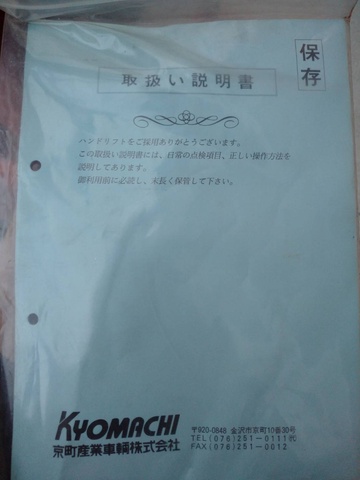 保存
取扱い説明書
ハンドリフトをご採用ありがとうございます。
この取扱い説明書には、日常の点検項目、正しい操作方法を
説明してあります。
御利用前に必読し、末長く保管して下さい。
KYOMACHI
京町産業車輌株式会社
〒920-0848 金沢市京町10番30号
TEL(076)251-0111㈹
FAX(076)251-0612